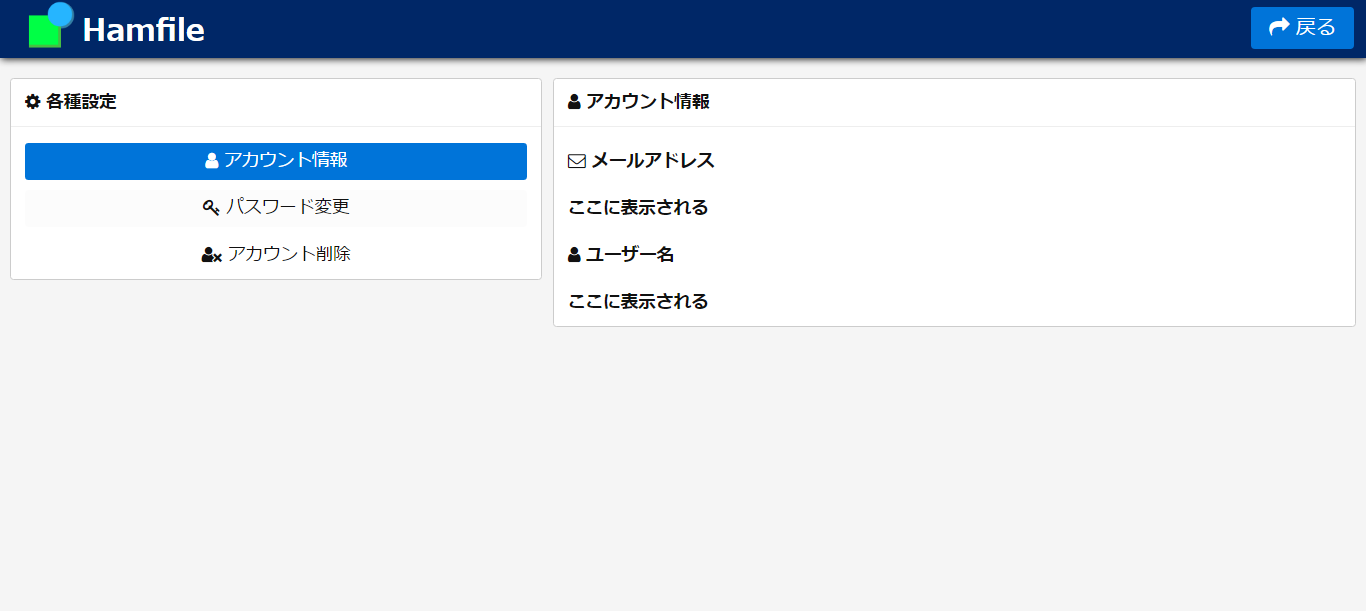 Hamfile
戻る
各種設定
アカウント情報
パスワード変更
アカウント削除
アカウント情報
メールアドレス
ここに表示される
ユーザー名
ここに表示される